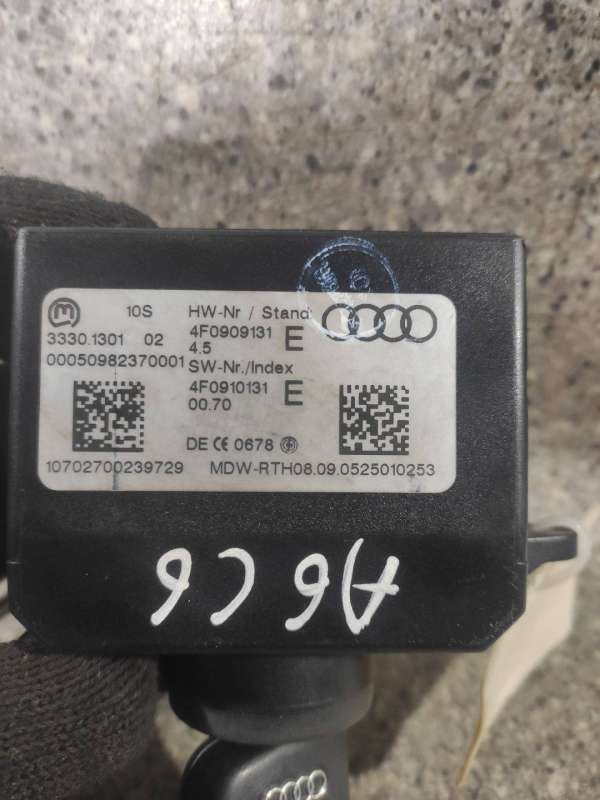 10S
HW-Nr / Stand:
3330.1301 02
4F0909131 E
4.5
00050982370001
SW-Nr./Index
4F0910131 E
00.70
DE CE 0678
10702700239729
MDW-RTH08.09.0525010253
A6C6